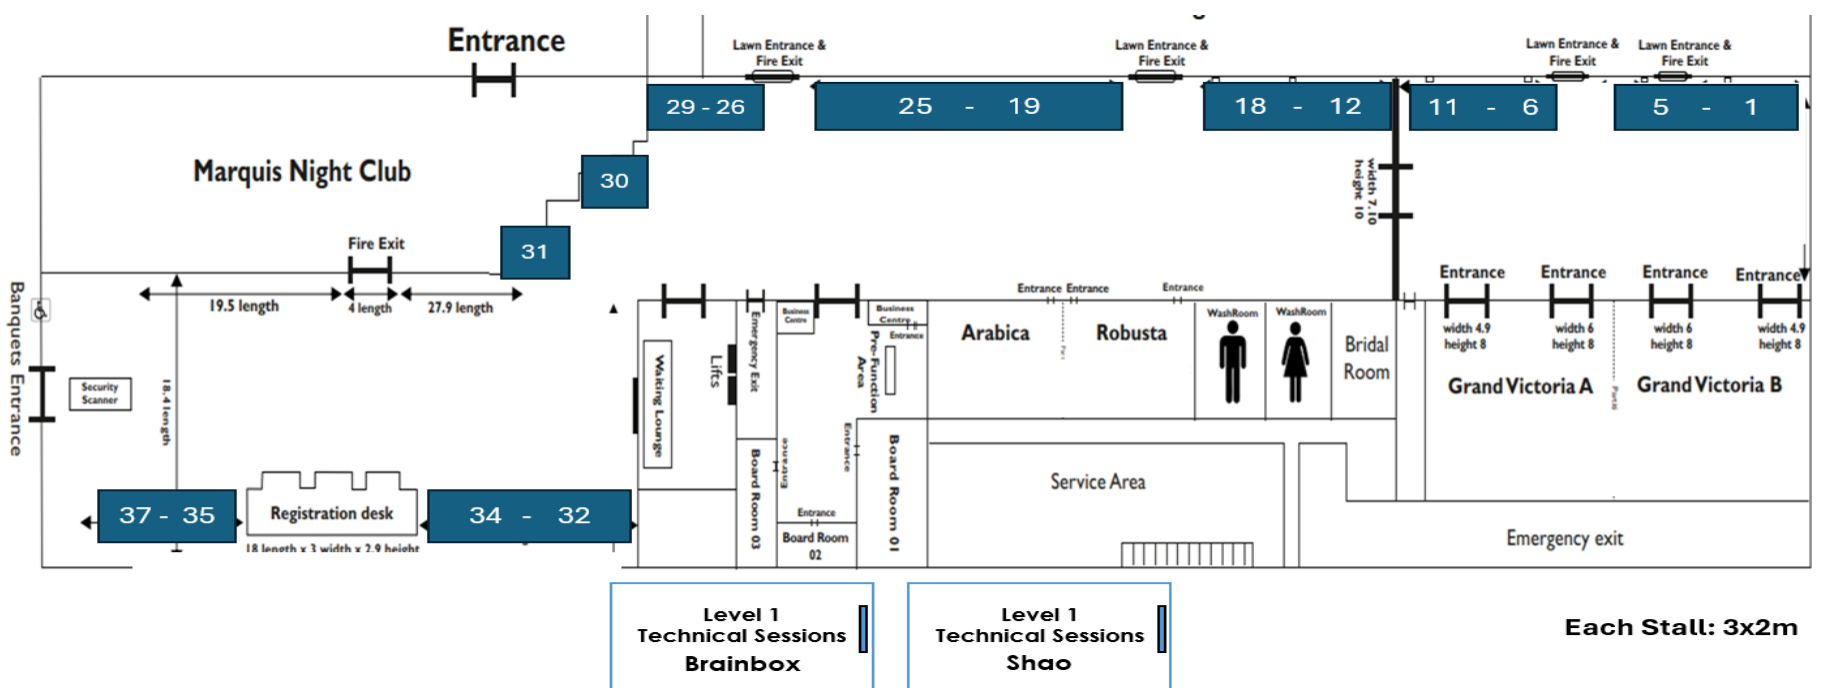 Entrance
Lawn Entrance &
Fire Exit
Lawn Entrance &
Fire Exit
Lawn Entrance &
Fire Exit
Lawn Entrance &
Fire Exit
29 - 26
25 - 19
18 - 12
11 - 6
5 - 1
Marquis Night Club
30
31
width 7.10
height 10
Fire Exit
19.5 length
4 length
27.9 length
Banquets Entrance
Security
Scanner
18.4 length
37 - 35
Registration desk
18 length x 3 width x 2.9 height
34 - 32
Waiting Lounge
Lifts
Emergency Exit
Business
Centre
Business
Centre
Entrance
Pre-Function
Area
Entrance
Entrance
Board Room 03
Entrance
Board Room
02
Board Room 01
Entrance Entrance
Entrance
Arabica
Robusta
WashRoom
WashRoom
Bridal
Room
Entrance
Entrance
Entrance
Entrance
width 4.9
height 8
width 6
height 8
width 6
height 8
width 4.9
height 8
Grand Victoria A
Grand Victoria B
Service Area
Emergency exit
Level 1
Technical Sessions
Brainbox
Level 1
Technical Sessions
Shao
Each Stall: 3x2m